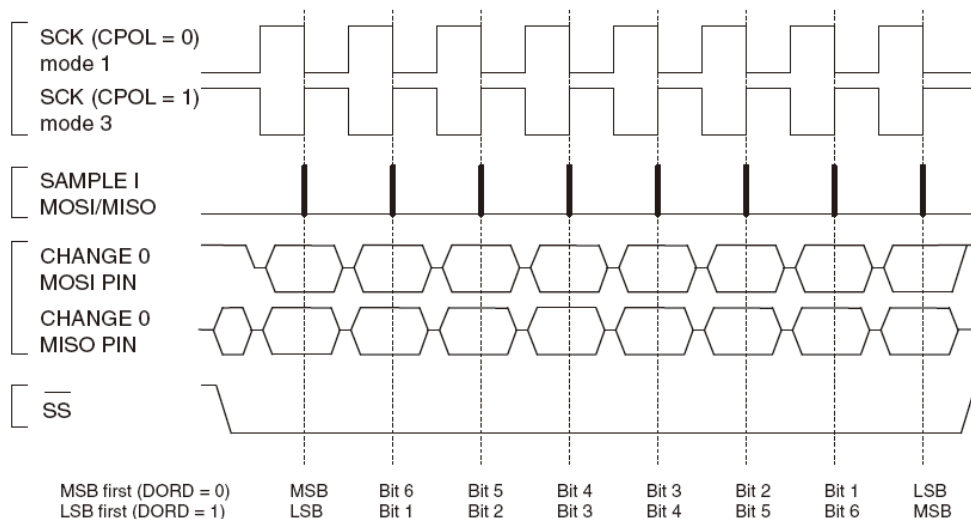 SCK (CPOL = 0)
mode 1
SCK (CPOL = 1)
mode 3
SAMPLE I
MOSI/MISO
CHANGE 0
MOSI PIN
CHANGE 0
MISO PIN
SS
MSB first (DORD = 0) MSB Bit 6 Bit 5 Bit 4 Bit 3 Bit 2 Bit 1 LSB
LSB first (DORD = 1) LSB Bit 1 Bit 2 Bit 3 Bit 4 Bit 5 Bit 6 MSB